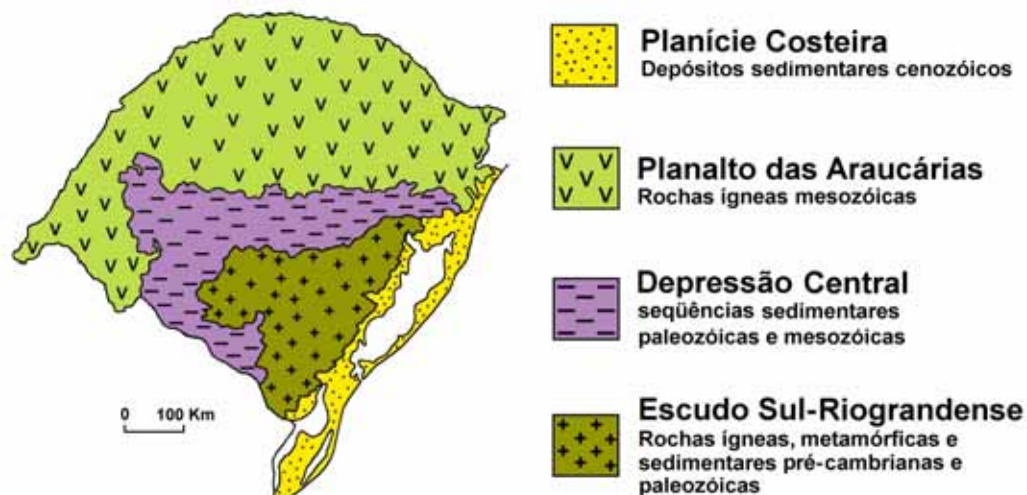 Planície Costeira
Depósitos sedimentares cenozóicos
Planalto das Araucárias
Rochas ígneas mesozóicas
Depressão Central
seqüências sedimentares
paleozóicas e mesozóicas
Escudo Sul-Riograndense
Rochas ígneas, metamórficas e
sedimentares pré-cambrianas e
paleozóicas
0 100 Km